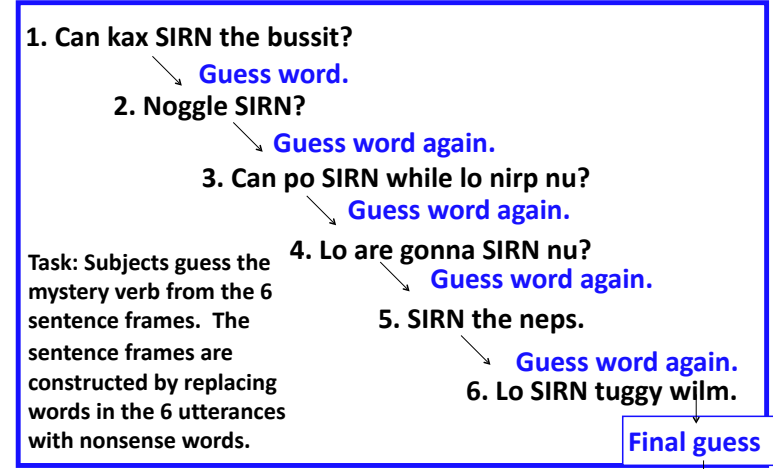 1. Can kax SIRN the bussit?
Guess word.
2. Noggle SIRN?
Guess word again.
3. Can po SIRN while lo nirp nu?
Guess word again.
4. Lo are gonna SIRN nu?
Guess word again.
5. SIRN the neps.
Guess word again.
6. Lo SIRN tuggy wilm.
Final guess
Task: Subjects guess the
mystery verb from the 6
sentence frames.  The
sentence frames are
constructed by replacing
words in the 6 utterances
with nonsense words.